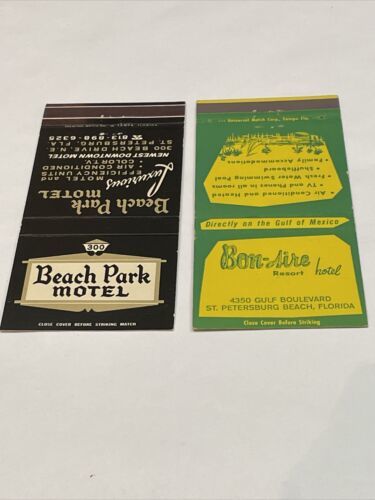 Beach Park
MOTEL
Luxurious
MOTEL and
EFFICIENCY UNITS
• AIR CONDITIONED
COLOR TV.
NEWEST DOWNTOWN MOTEL
300 BEACH DRIVE, N.E.
ST. PETERSBURG, FLA.
☎ 813-898-6325
300
Beach Park
MOTEL
CLOSE COVER BEFORE STRIKING MATCH
Universal Match Corp., Tampa, Fla.
• Air Conditioned and Heated
• TV and Phones in all rooms
• Fresh Water Swimming Pool
• Shuffleboard
• Family Accommodations
Directly on the Gulf of Mexico
Bon-Aire
Resort hotel
4350 GULF BOULEVARD
ST. PETERSBURG BEACH, FLORIDA
Close Cover Before Striking